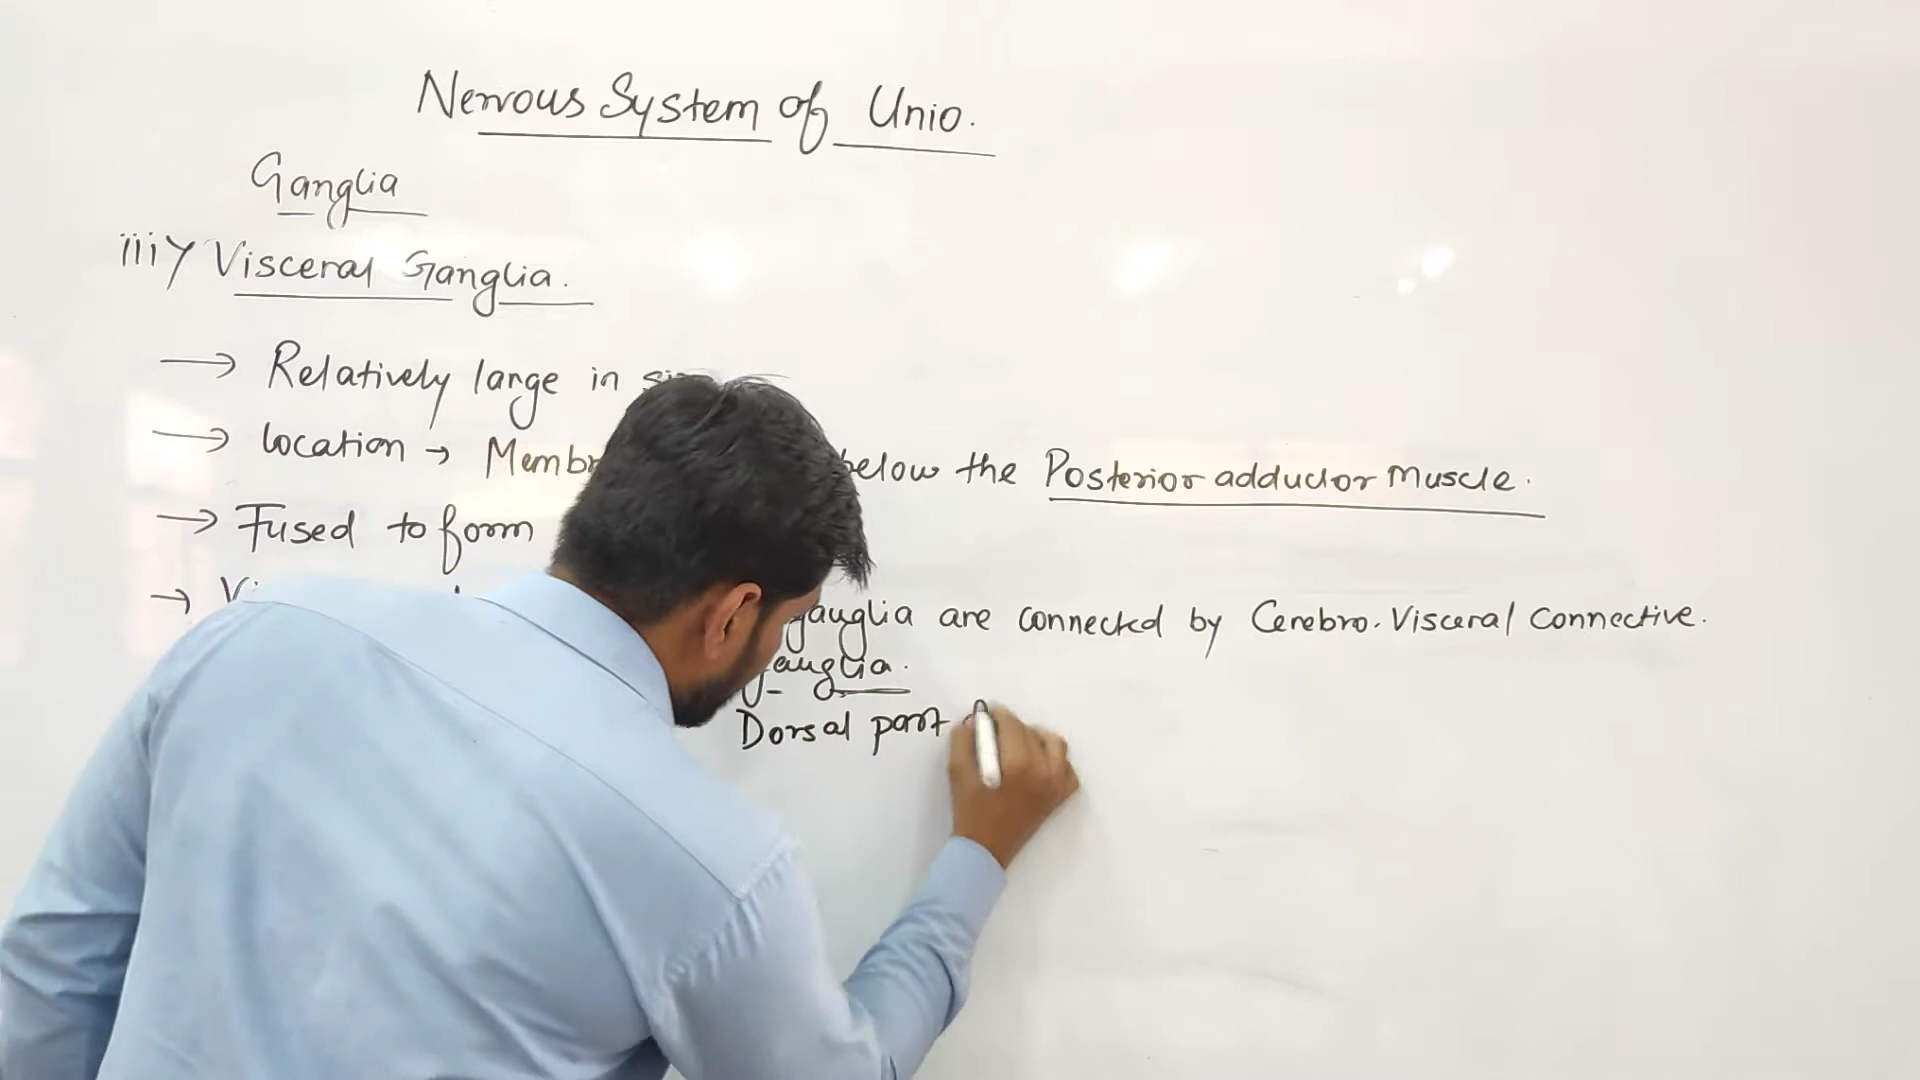 Nervous System of Unio.
Ganglia
iii) Visceral Ganglia.
→ Relatively large in
→ location → below the Posterior adductor Muscle.
→ Fused to form
→ ganglia are connected by Cerebro-Visceral Connective.
ganglia.
Dorsal part